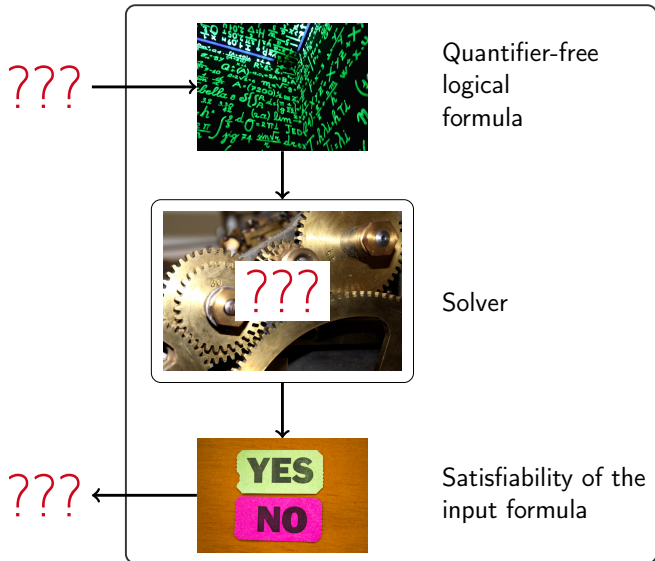 ???
Quantifier-free
logical
formula
???
Solver
YES
NO
???
Satisfiability of the
input formula